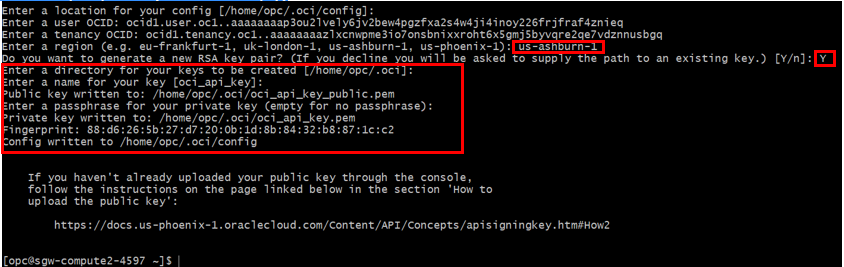 Enter a location for your config [/home/opc/.oci/config]:
Enter a user OCID: ocid1.user.oc1..aaaaaaaap3ou2lvely6jv2bew4pgzfxa2s4w4ji4inoy226frjfraf4znieq
Enter a tenancy OCID: ocid1.tenancy.oc1..aaaaaaaazlxcnwpme3io7onsbnixxroht6x5gmj5byvqre2qe7vdznnusbgq
Enter a region (e.g. eu-frankfurt-1, uk-london-1, us-ashburn-1, us-phoenix-1): us-ashburn-1
Do you want to generate a new RSA key pair? (If you decline you will be asked to supply the path to an existing key.) [Y/n]: Y
Enter a directory for your keys to be created [/home/opc/.oci]:
Enter a name for your key [oci_api_key]:
Public key written to: /home/opc/.oci/oci_api_key_public.pem
Enter a passphrase for your private key (empty for no passphrase):
Private key written to: /home/opc/.oci/oci_api_key.pem
Fingerprint: 88:d6:26:5b:27:d7:20:0b:1d:8b:84:32:b8:87:1c:c2
Config written to /home/opc/.oci/config
If you haven't already uploaded your public key through the console,
follow the instructions on the page linked below in the section 'How to
upload the public key':
https://docs.us-phoenix-1.oraclecloud.com/Content/API/Concepts/apisigningkey.htm#How2
[opc@sgw-compute2-4597 ~]$